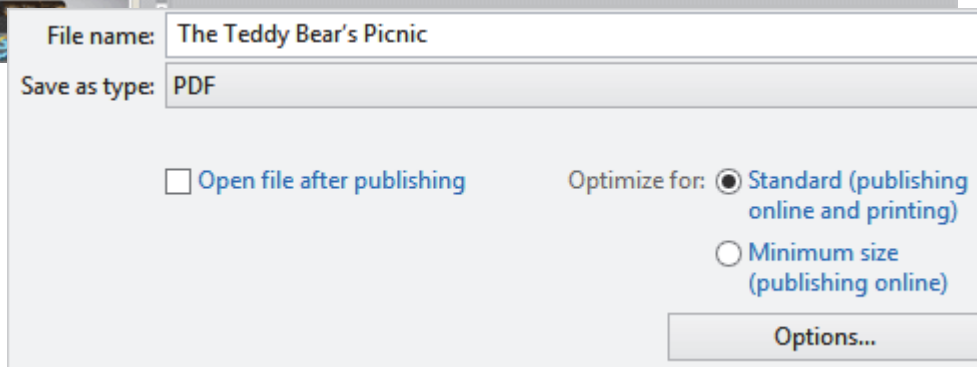 File name: The Teddy Bear's Picnic
Save as type: PDF
Open file after publishing
Optimize for: Standard (publishing
online and printing)
Minimum size
(publishing online)
Options...